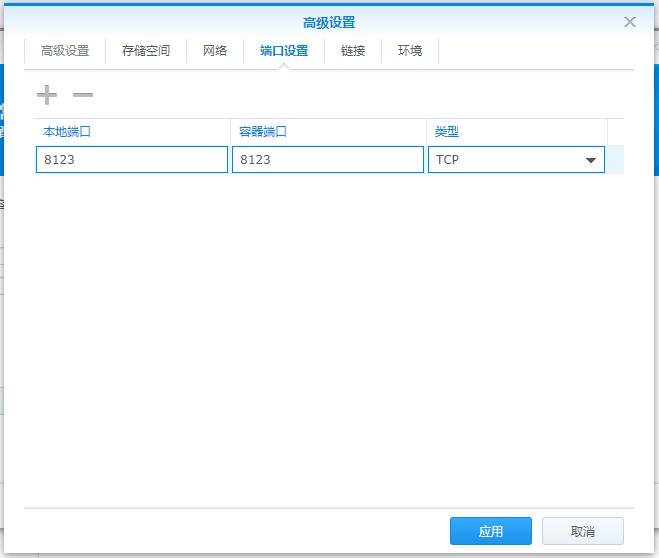 高级设置
高级设置 存储空间 网络 端口设置 链接 环境
本地端口 容器端口 类型
8123 8123 TCP
应用 取消